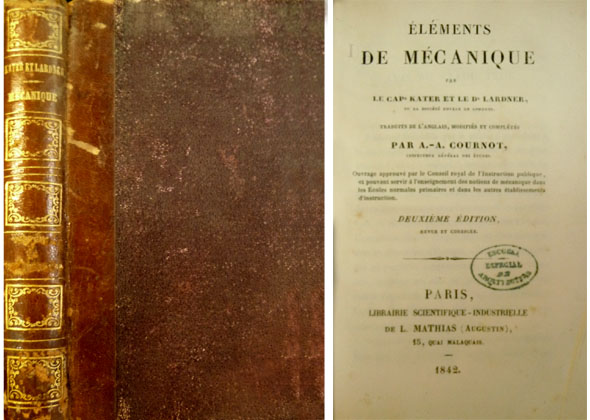 KATER ET LARDNER
MÉCANIQUE
ÉLÉMENTS
DE MÉCANIQUE
PAR
LE CAPe KATER ET LE Dr LARDNER,
DE LA SOCIÉTÉ ROYALE DE LONDRES.
TRADUITS DE L'ANGLAIS, MODIFIÉS ET COMPLÉTÉS
PAR A.-A. COURNOT,
INSPECTEUR GÉNÉRAL DES ÉTUDES.
Ouvrage approuvé par le Conseil royal de l'Instruction publique,
et pouvant servir à l'enseignement des notions de mécanique dans
les Écoles normales primaires et dans les autres établissements
d'instruction.
DEUXIÈME ÉDITION,
REVUE ET CORRIGÉE.
ESCUELA
ESPECIAL
DE
ARQUITECTURA
PARIS,
LIBRAIRIE SCIENTIFIQUE-INDUSTRIELLE
DE L. MATHIAS (AUGUSTIN),
15, QUAI MALAQUAIS.
1842.